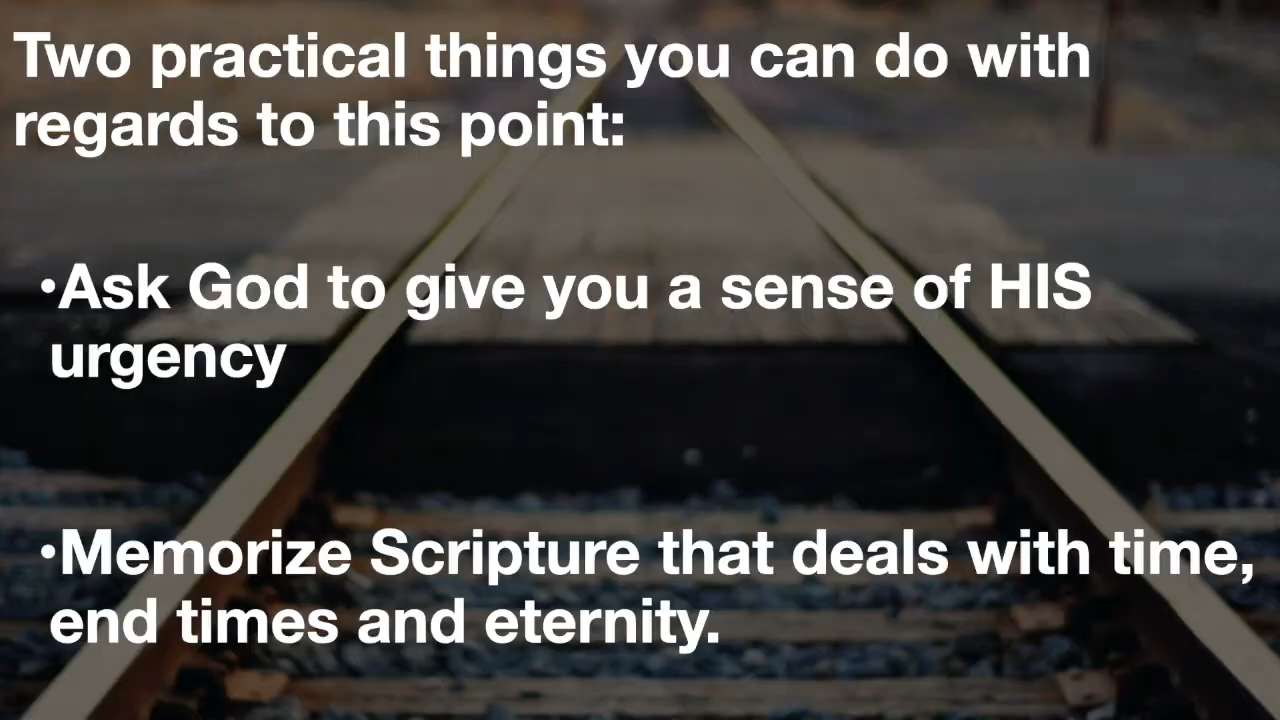 Two practical things you can do with
regards to this point:
•Ask God to give you a sense of HIS
urgency
•Memorize Scripture that deals with time,
end times and eternity.